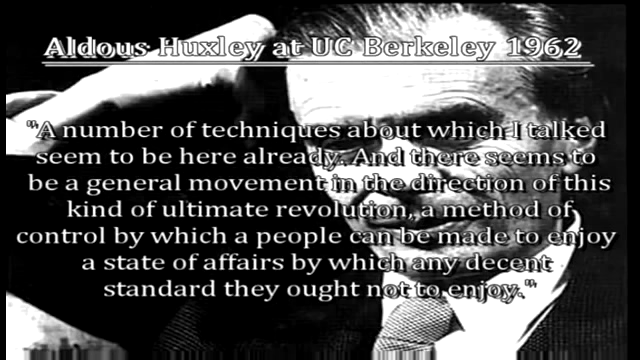 Aldous Huxley at UC Berkeley 1962
"A number of techniques about which I talked
seem to be here already. And there seems to
be a general movement in the direction of this
kind of ultimate revolution, a method of
control by which a people can be made to enjoy
a state of affairs by which any decent
standard they ought not to enjoy."